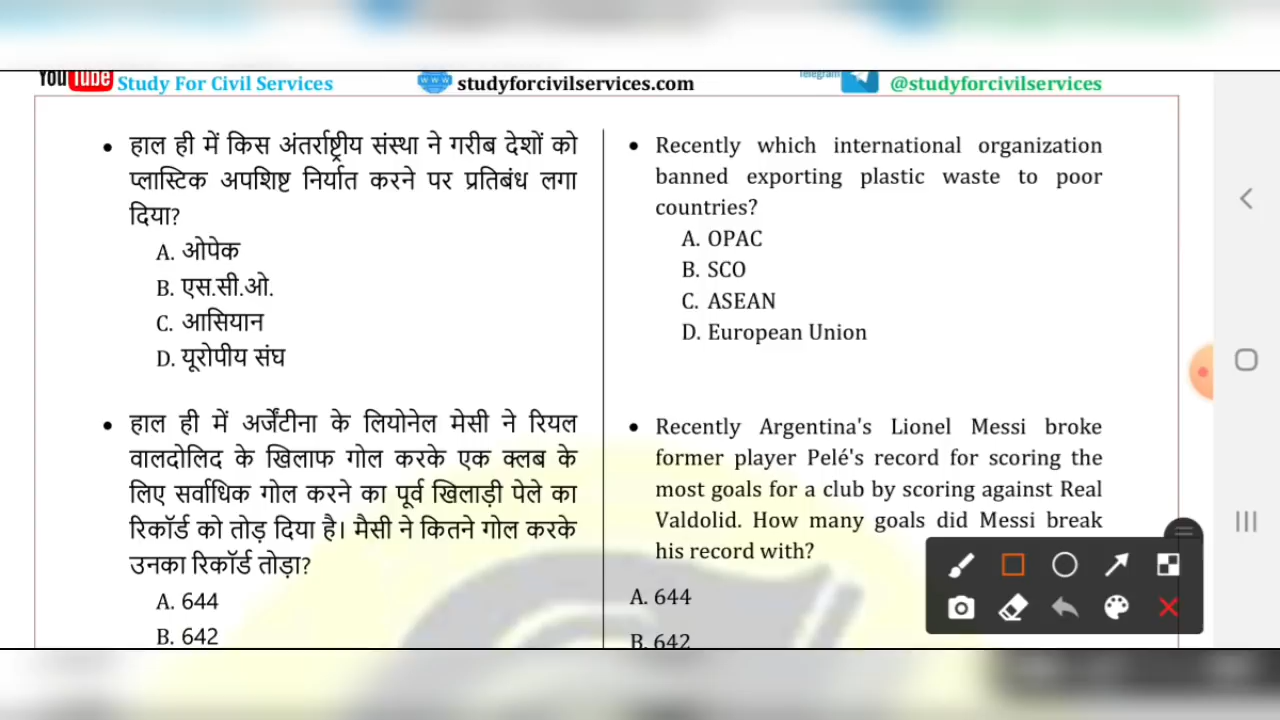 YouTube Study For Civil Services www studyforcivilservices.com Telegram @studyforcivilservices
• हाल ही में किस अंतर्राष्ट्रीय संस्था ने गरीब देशों को
प्लास्टिक अपशिष्ट निर्यात करने पर प्रतिबंध लगा
दिया?
A. ओपेक
B. एस.सी.ओ.
C. आसियान
D. यूरोपीय संघ
• हाल ही में अर्जेंटीना के लियोनेल मेसी ने रियल
वालदोलिद के खिलाफ गोल करके एक क्लब के
लिए सर्वाधिक गोल करने का पूर्व खिलाड़ी पेले का
रिकॉर्ड को तोड़ दिया है। मैसी ने कितने गोल करके
उनका रिकॉर्ड तोड़ा?
A. 644
B. 642
• Recently which international organization
banned exporting plastic waste to poor
countries?
A. OPAC
B. SCO
C. ASEAN
D. European Union
• Recently Argentina's Lionel Messi broke
former player Pelé's record for scoring the
most goals for a club by scoring against Real
Valdolid. How many goals did Messi break
his record with?
A. 644
B. 642